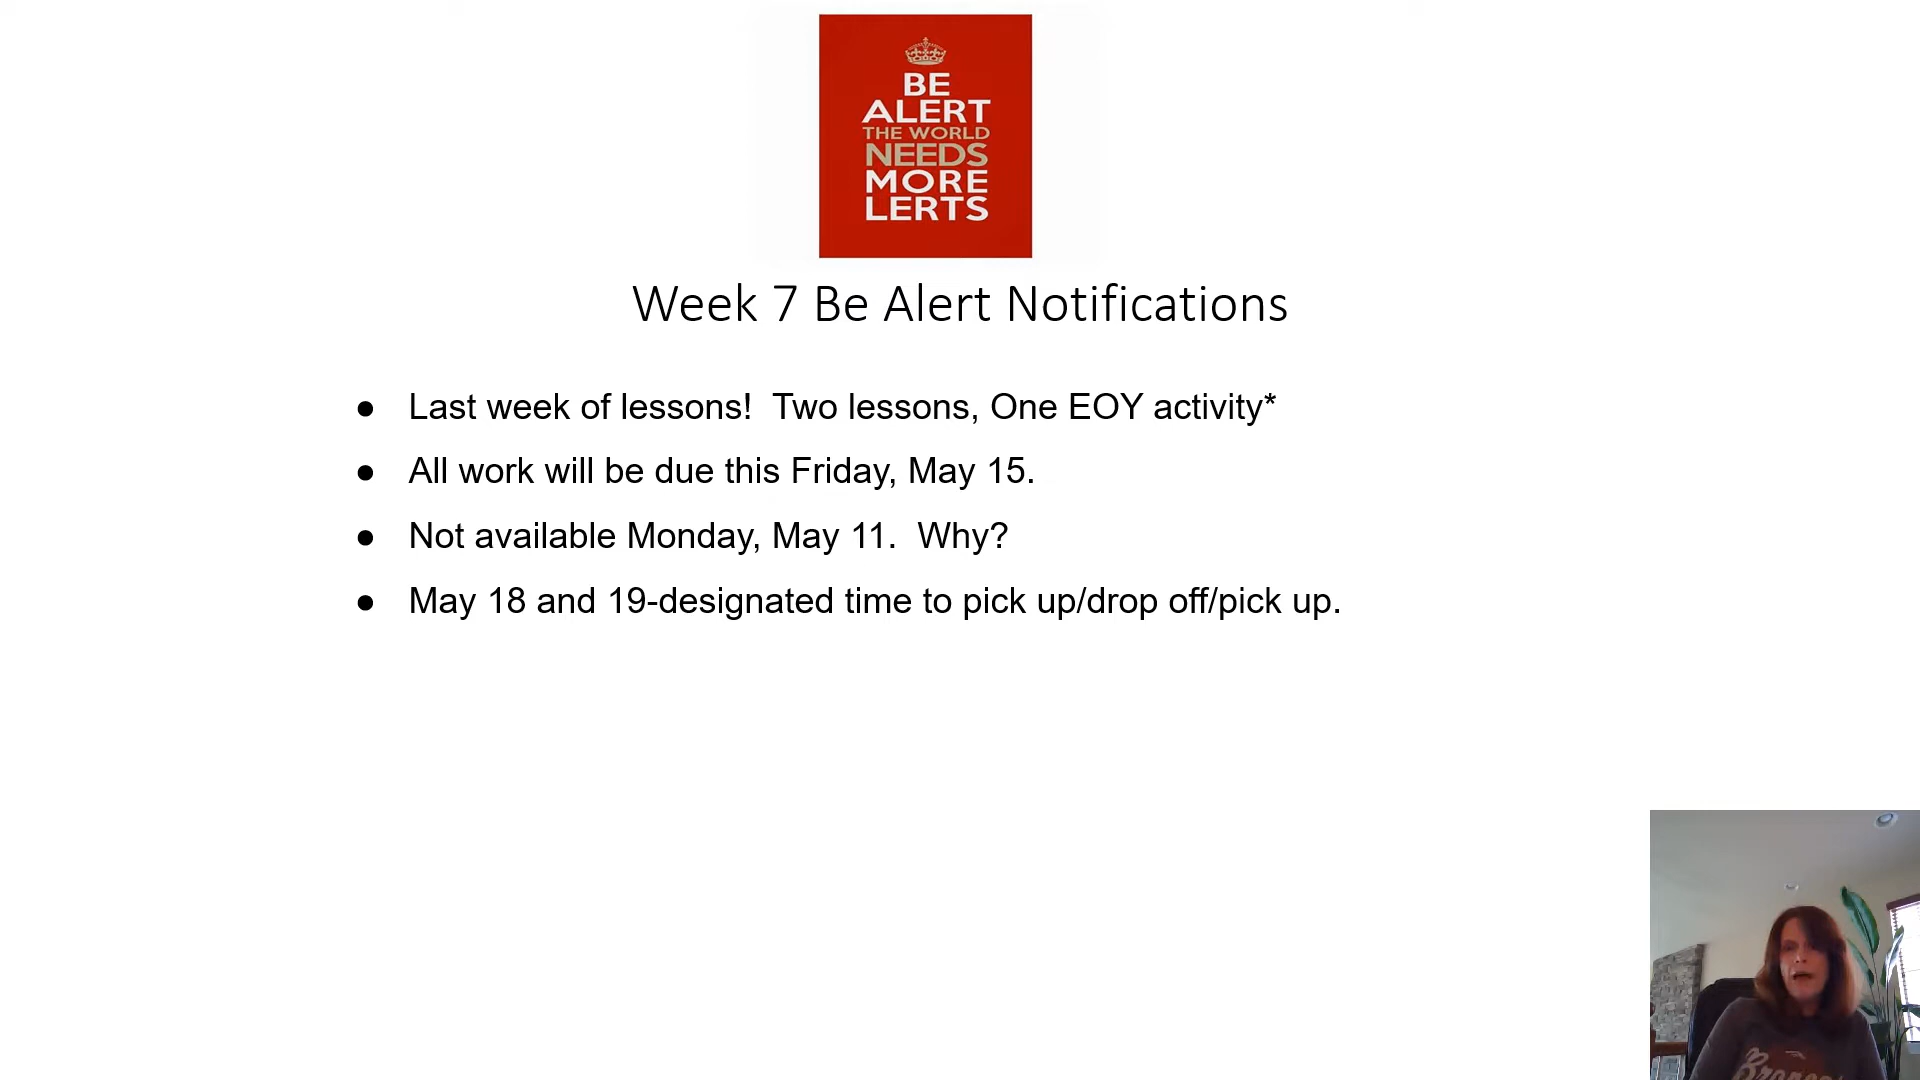 BE
ALERT
THE WORLD
NEEDS
MORE
LERTS
Week 7 Be Alert Notifications
● Last week of lessons!  Two lessons, One EOY activity*
● All work will be due this Friday, May 15.
● Not available Monday, May 11.  Why?
● May 18 and 19-designated time to pick up/drop off/pick up.